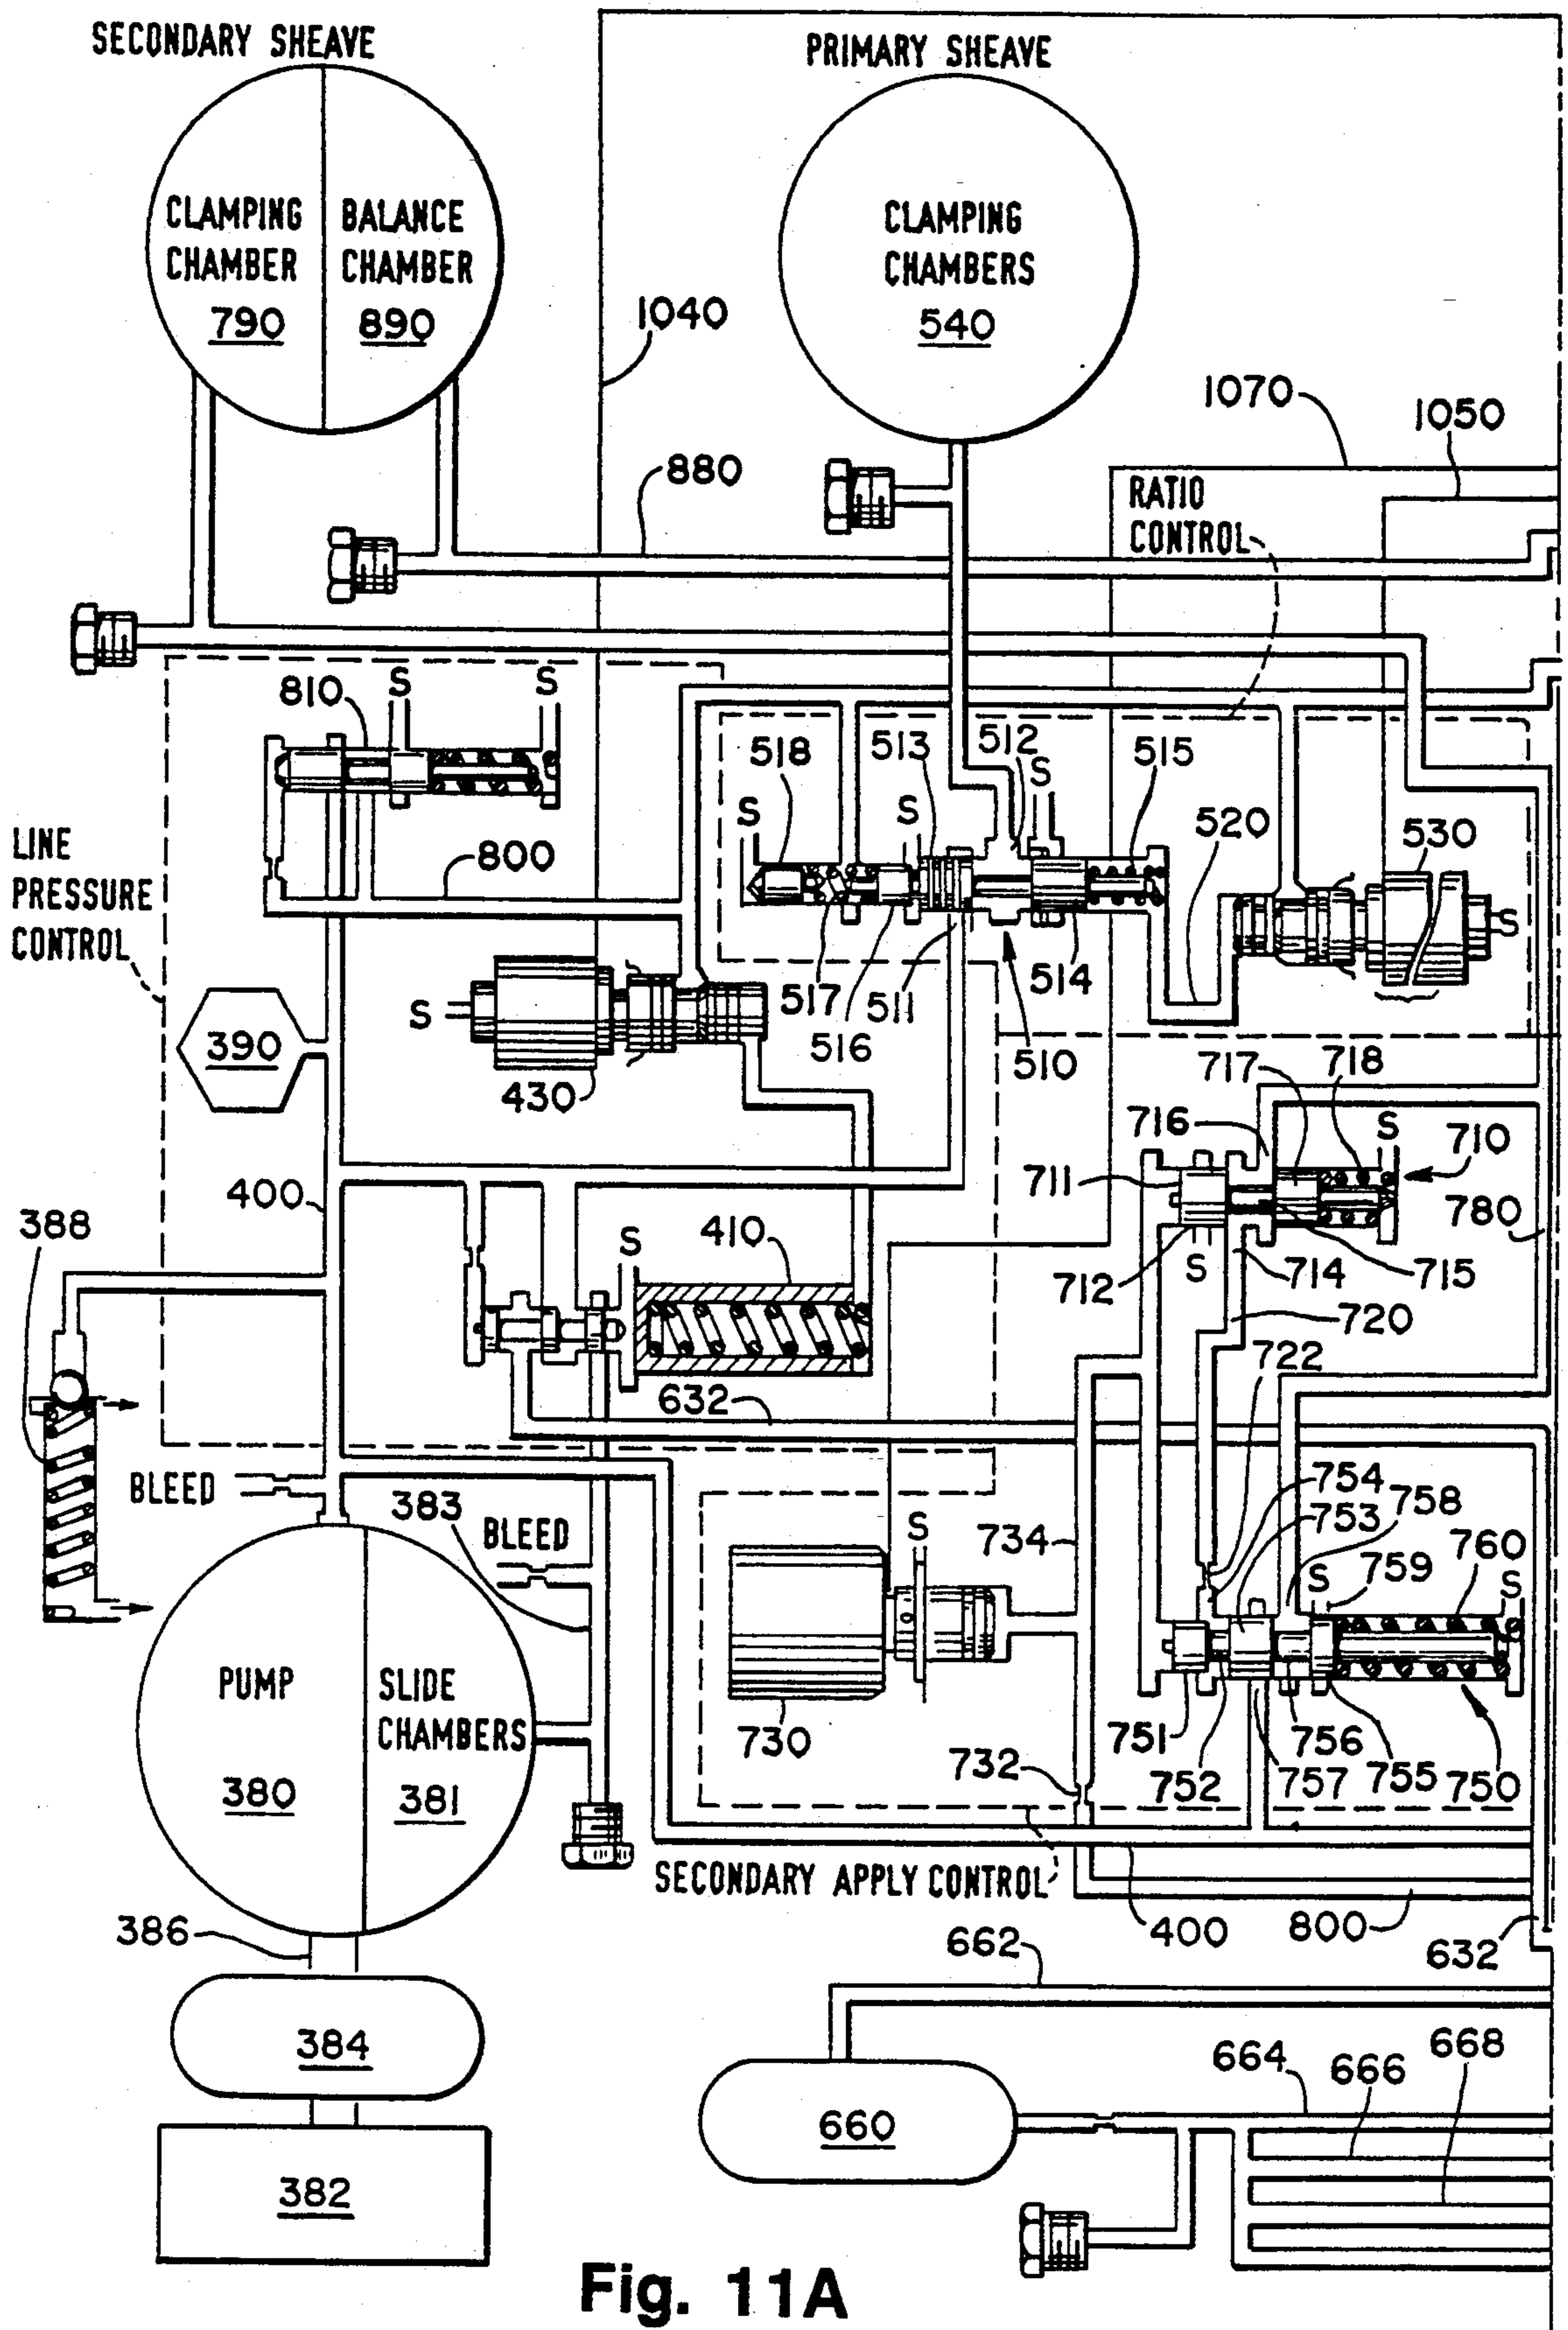 SECONDARY SHEAVE
PRIMARY SHEAVE
CLAMPING CHAMBER 790
BALANCE CHAMBER 890
CLAMPING CHAMBERS 540
1040
1070
1050
880
RATIO CONTROL
810
S
S
518
513
512
S
515
S
S
520
530
LINE PRESSURE CONTROL
800
S
517
516
511
514
510
S
430
390
717
718
716
S
710
711
400
780
388
S
410
712
S
714
715
720
722
632
BLEED
383
BLEED
754
753
758
S
734
S
759
760
S
PUMP 380
SLIDE CHAMBERS 381
730
751
752
756
757
755
750
732
SECONDARY APPLY CONTROL
400
800
632
386
662
384
664
666
668
660
382
Fig. 11A